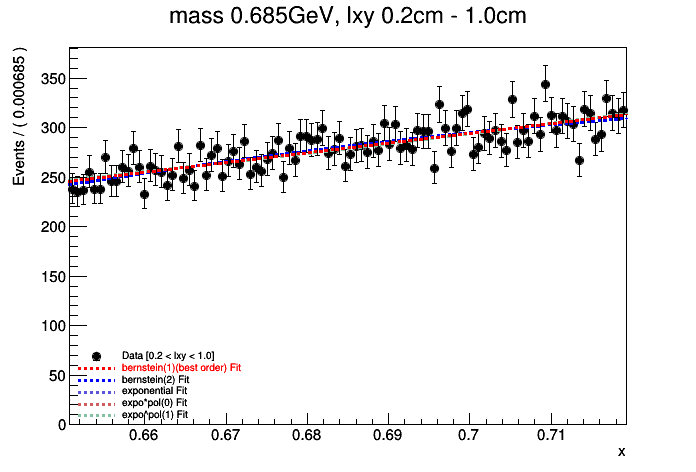 mass 0.685GeV, lxy 0.2cm - 1.0cm
Events / ( 0.000685 )
350
300
250
200
150
100
50
0
Data [0.2 < lxy < 1.0]
bernstein(1)(best order) Fit
bernstein(2) Fit
exponential Fit
expo*pol(0) Fit
expo*pol(1) Fit
0.66 0.67 0.68 0.69 0.7 0.71
x